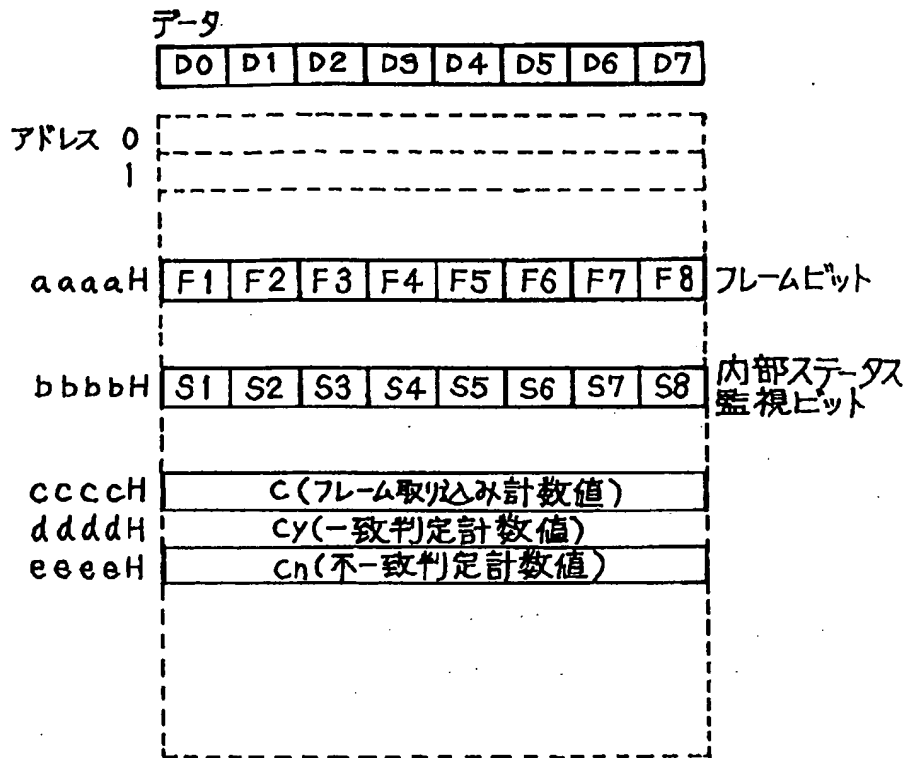 データ
D0 D1 D2 D3 D4 D5 D6 D7
アドレス 0
1
aaaaH F1 F2 F3 F4 F5 F6 F7 F8 フレームビット
bbbbH S1 S2 S3 S4 S5 S6 S7 S8 内部ステータス
監視ビット
ccccH C(フレーム取り込み計数値)
ddddH Cy(一致判定計数値)
eeeeH Cn(不一致判定計数値)